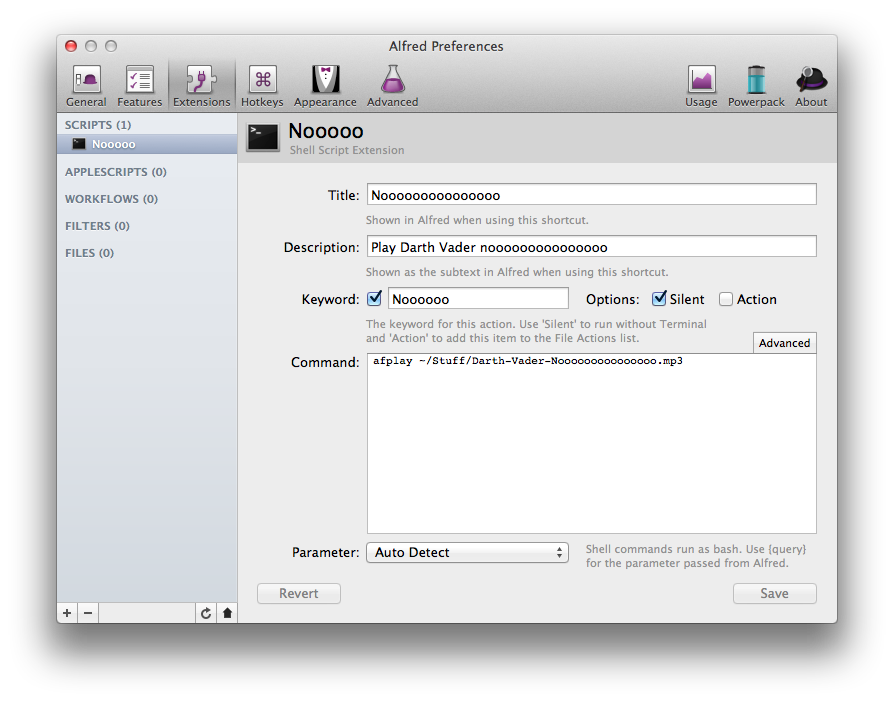 Alfred Preferences
General Features Extensions Hotkeys Appearance Advanced Usage Powerpack About
SCRIPTS (1)
Nooooo
APPLESCRIPTS (0)
WORKFLOWS (0)
FILTERS (0)
FILES (0)
Nooooo
Shell Script Extension
Title: Nooooooooooooooo
Shown in Alfred when using this shortcut.
Description: Play Darth Vader nooooooooooooooo
Shown as the subtext in Alfred when using this shortcut.
Keyword: Noooooo Options: Silent Action
The keyword for this action. Use 'Silent' to run without Terminal
and 'Action' to add this item to the File Actions list.
Advanced
Command: afplay ~/Stuff/Darth-Vader-Nooooooooooooooo.mp3
Parameter: Auto Detect
Shell commands run as bash. Use {query}
for the parameter passed from Alfred.
Revert Save